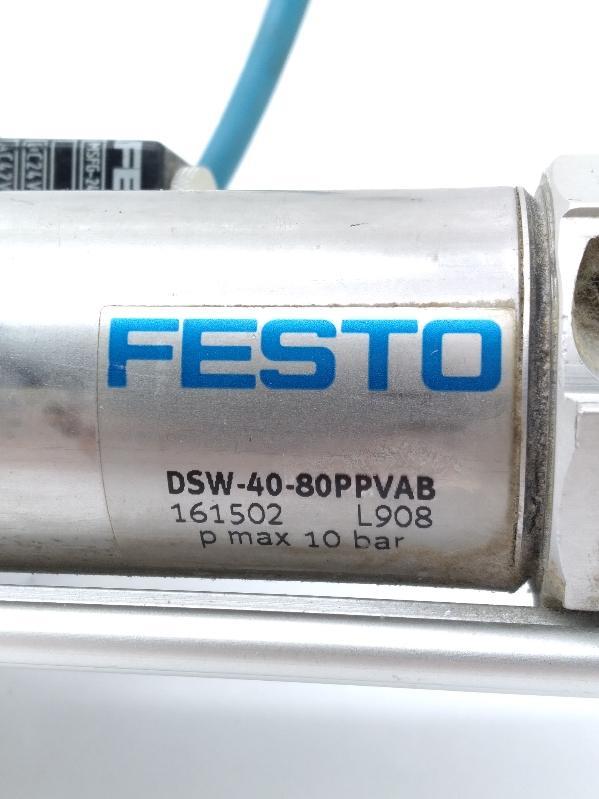 FESTO
DSW-40-80PPVAB
161502 L908
p max 10 bar